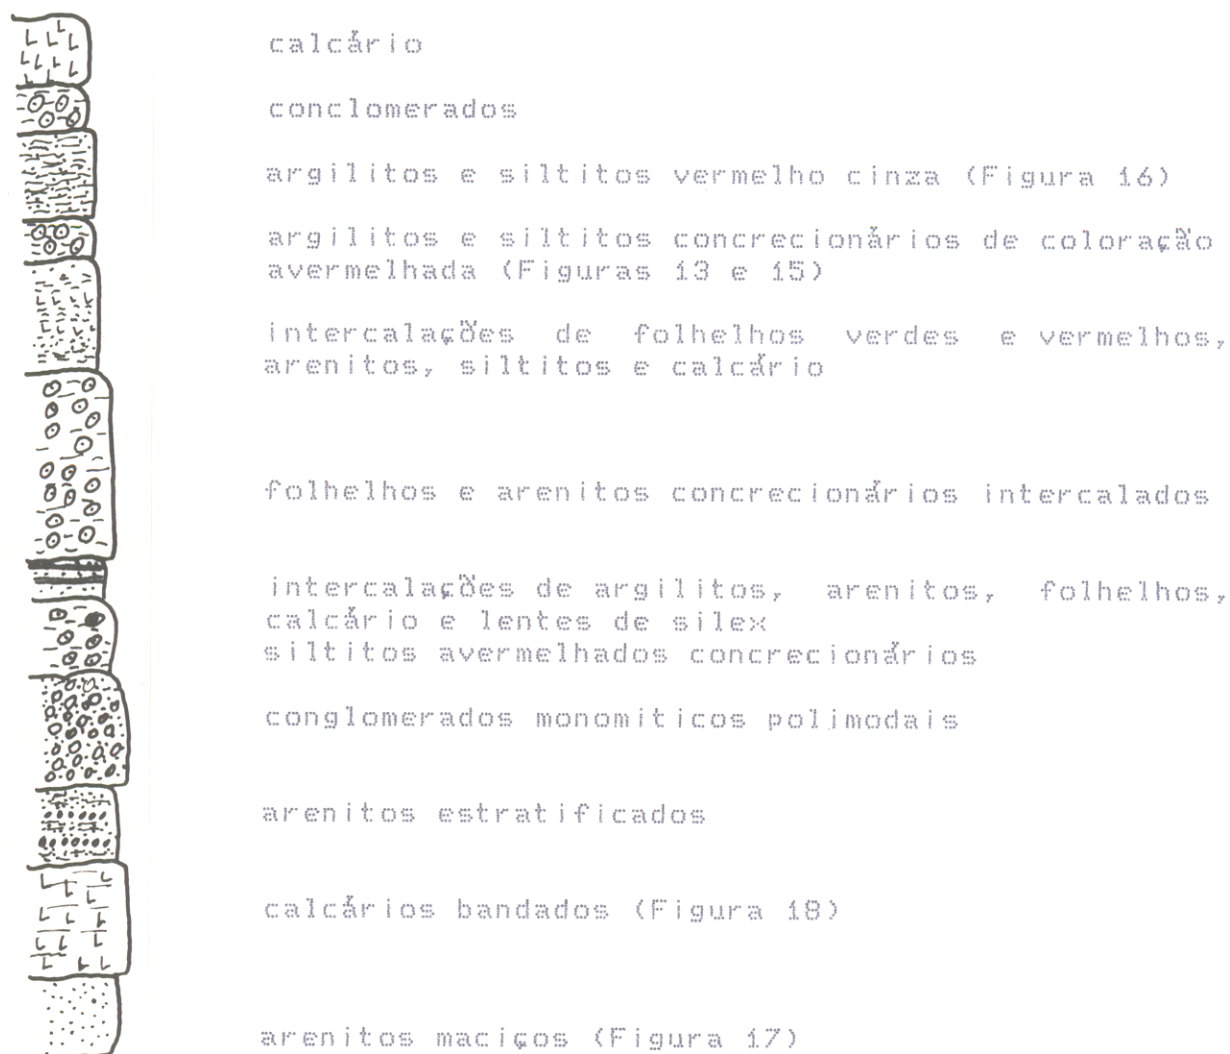 calcário
conclomerados
argilitos e siltitos vermelho cinza (Figura 16)
argilitos e siltitos concrecionários de coloração
avermelhada (Figuras 13 e 15)
intercalações de folhelhos verdes e vermelhos,
arenitos, siltitos e calcário
folhelhos e arenitos concrecionários intercalados
intercalações de argilitos, arenitos, folhelhos,
calcário e lentes de silex
siltitos avermelhados concrecionários
conglomerados monomiticos polimodais
arenitos estratificados
calcários bandados (Figura 18)
arenitos maciços (Figura 17)